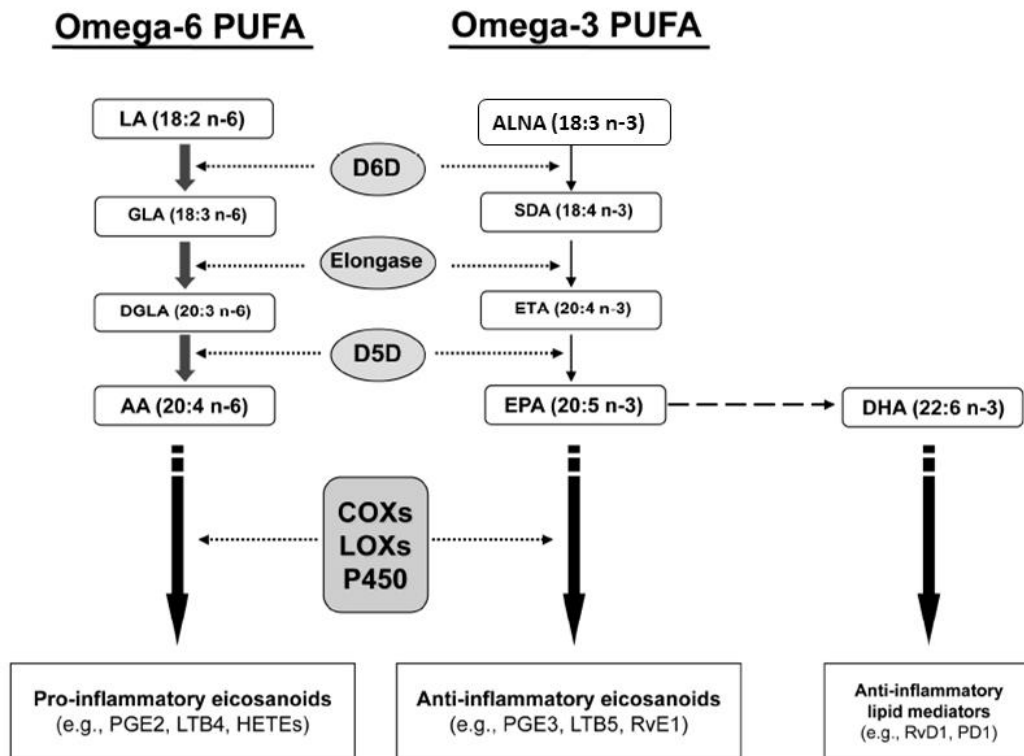 Omega-6 PUFA
Omega-3 PUFA
LA (18:2 n-6)
ALNA (18:3 n-3)
D6D
GLA (18:3 n-6)
SDA (18:4 n-3)
Elongase
DGLA (20:3 n-6)
ETA (20:4 n-3)
D5D
AA (20:4 n-6)
EPA (20:5 n-3)
DHA (22:6 n-3)
COXs
LOXs
P450
Pro-inflammatory eicosanoids
(e.g., PGE2, LTB4, HETEs)
Anti-inflammatory eicosanoids
(e.g., PGE3, LTB5, RvE1)
Anti-inflammatory
lipid mediators
(e.g., RvD1, PD1)